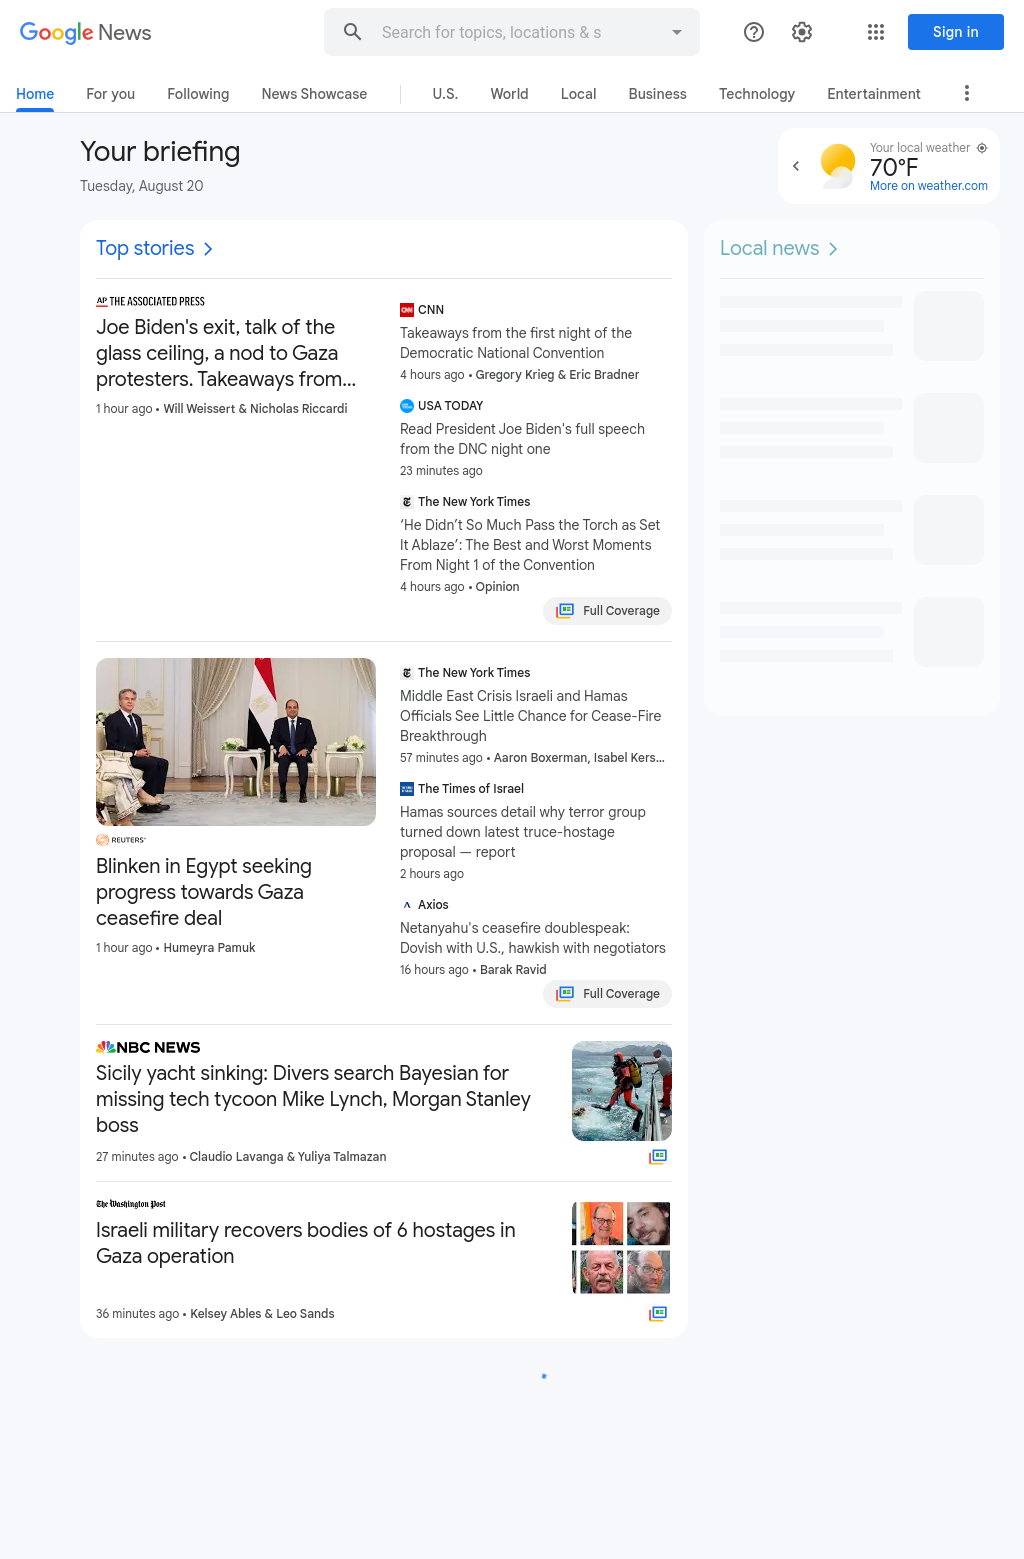 Google News
Search for topics, locations & s
Sign in
Home
For you
Following
News Showcase
U.S.
World
Local
Business
Technology
Entertainment
Your briefing
Tuesday, August 20
Your local weather
70°F
More on weather.com
Top stories
AP THE ASSOCIATED PRESS
Joe Biden's exit, talk of the
glass ceiling, a nod to Gaza
protesters. Takeaways from...
1 hour ago • Will Weissert & Nicholas Riccardi
CNN
CNN
Takeaways from the first night of the
Democratic National Convention
4 hours ago • Gregory Krieg & Eric Bradner
USA TODAY
Read President Joe Biden's full speech
from the DNC night one
23 minutes ago
The New York Times
‘He Didn’t So Much Pass the Torch as Set
It Ablaze’: The Best and Worst Moments
From Night 1 of the Convention
4 hours ago • Opinion
Full Coverage
REUTERS
Blinken in Egypt seeking
progress towards Gaza
ceasefire deal
1 hour ago • Humeyra Pamuk
The New York Times
Middle East Crisis Israeli and Hamas
Officials See Little Chance for Cease-Fire
Breakthrough
57 minutes ago • Aaron Boxerman, Isabel Kers...
The Times of Israel
Hamas sources detail why terror group
turned down latest truce-hostage
proposal — report
2 hours ago
Axios
Netanyahu's ceasefire doublespeak:
Dovish with U.S., hawkish with negotiators
16 hours ago • Barak Ravid
Full Coverage
NBC NEWS
Sicily yacht sinking: Divers search Bayesian for
missing tech tycoon Mike Lynch, Morgan Stanley
boss
27 minutes ago • Claudio Lavanga & Yuliya Talmazan
The Washington Post
Israeli military recovers bodies of 6 hostages in
Gaza operation
36 minutes ago • Kelsey Ables & Leo Sands
Local news